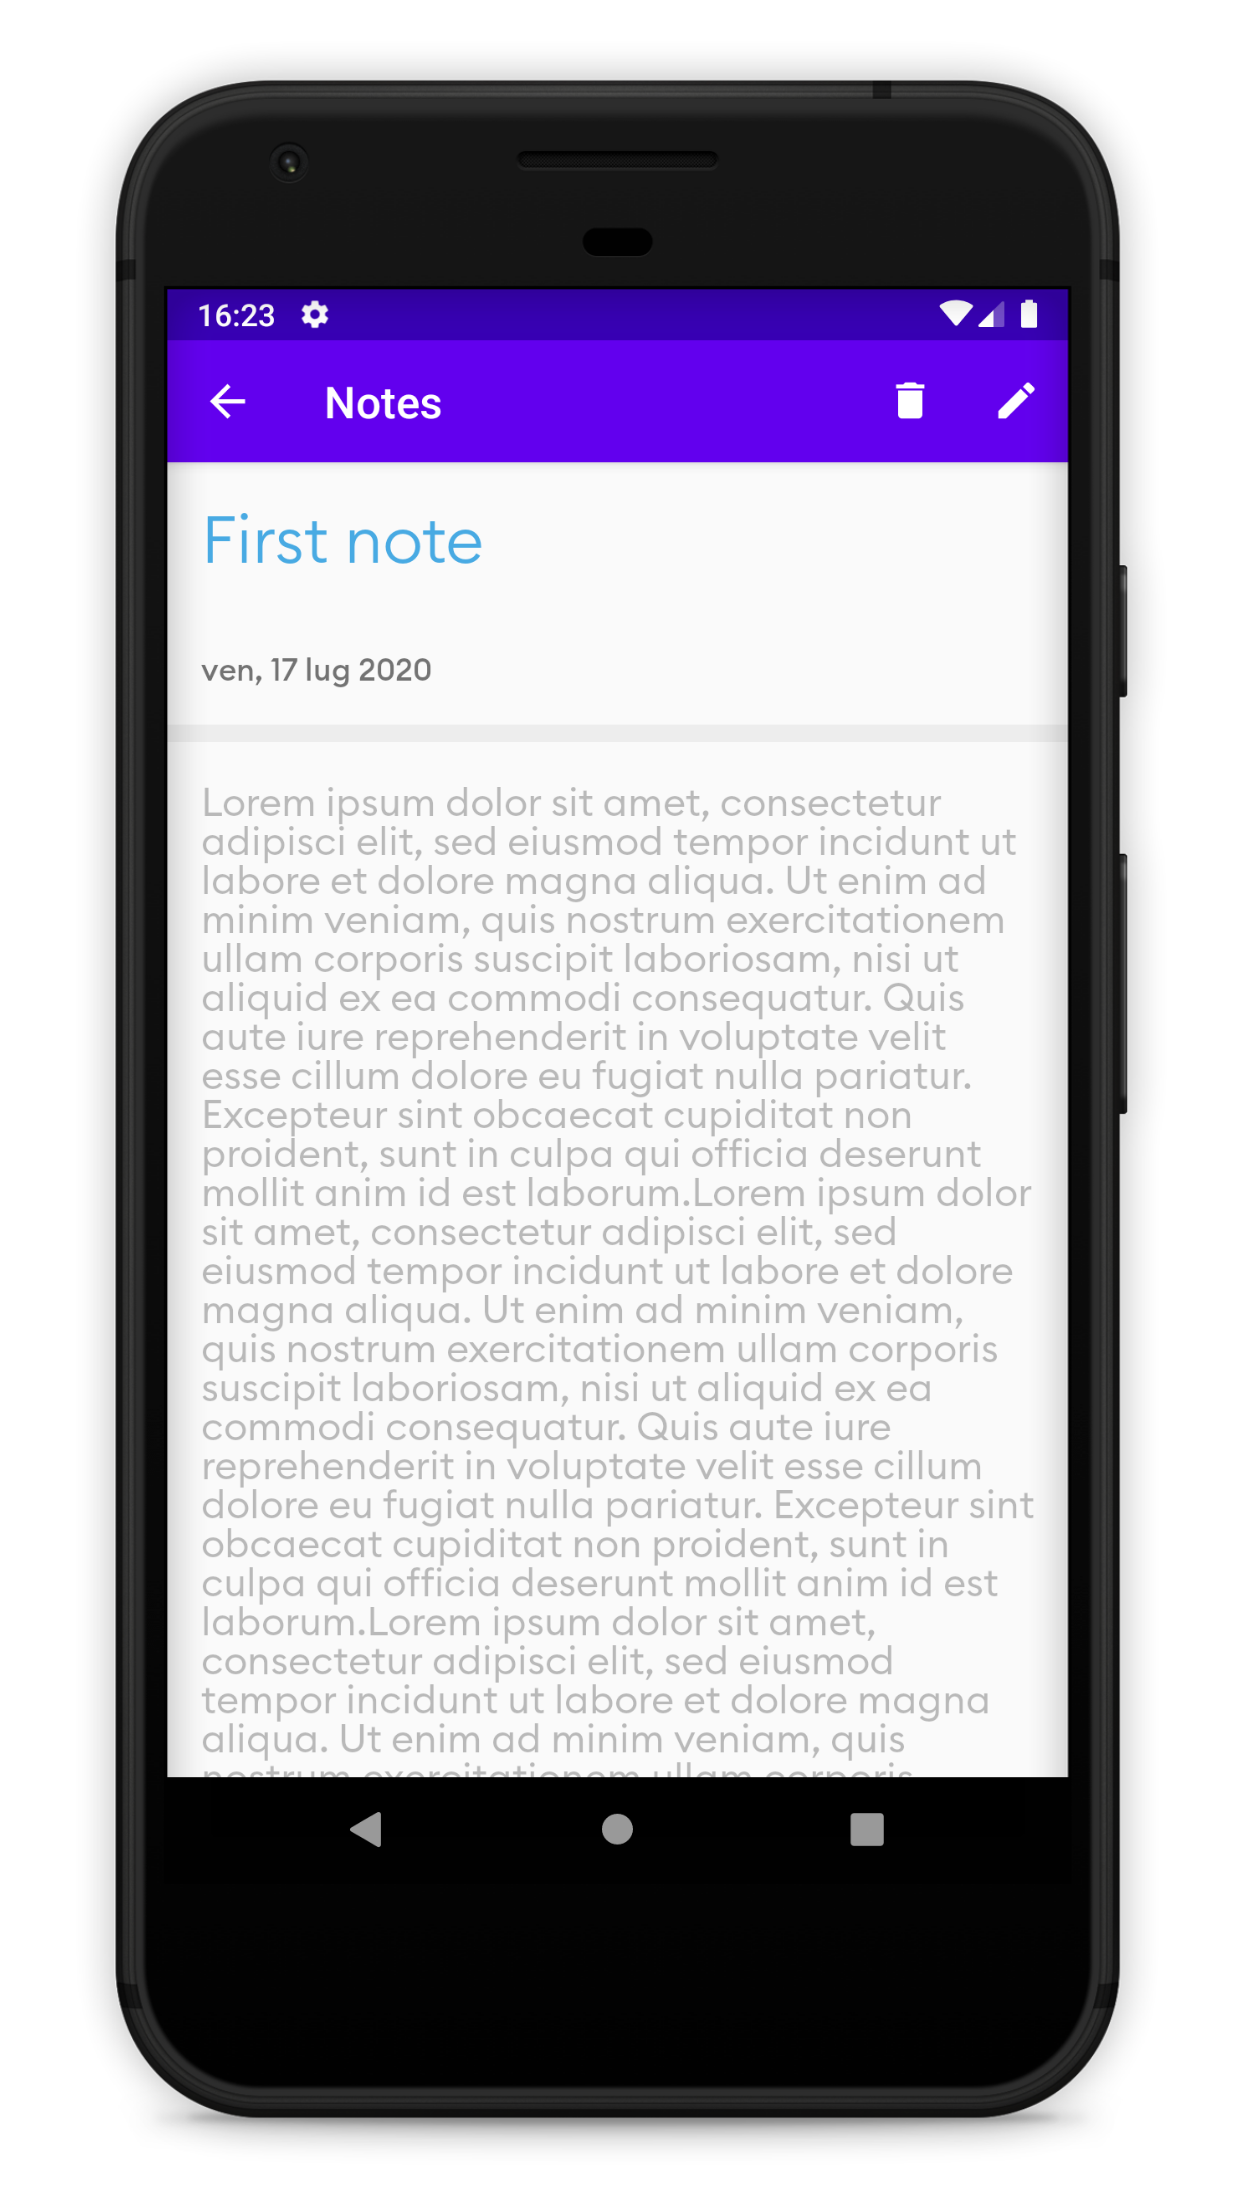 16:23
Notes
First note
ven, 17 lug 2020
Lorem ipsum dolor sit amet, consectetur
adipisci elit, sed eiusmod tempor incidunt ut
labore et dolore magna aliqua. Ut enim ad
minim veniam, quis nostrum exercitationem
ullam corporis suscipit laboriosam, nisi ut
aliquid ex ea commodi consequatur. Quis
aute iure reprehenderit in voluptate velit
esse cillum dolore eu fugiat nulla pariatur.
Excepteur sint obcaecat cupiditat non
proident, sunt in culpa qui officia deserunt
mollit anim id est laborum.Lorem ipsum dolor
sit amet, consectetur adipisci elit, sed
eiusmod tempor incidunt ut labore et dolore
magna aliqua. Ut enim ad minim veniam,
quis nostrum exercitationem ullam corporis
suscipit laboriosam, nisi ut aliquid ex ea
commodi consequatur. Quis aute iure
reprehenderit in voluptate velit esse cillum
dolore eu fugiat nulla pariatur. Excepteur sint
obcaecat cupiditat non proident, sunt in
culpa qui officia deserunt mollit anim id est
laborum.Lorem ipsum dolor sit amet,
consectetur adipisci elit, sed eiusmod
tempor incidunt ut labore et dolore magna
aliqua. Ut enim ad minim veniam, quis
nostrum exercitationem ullam corporis